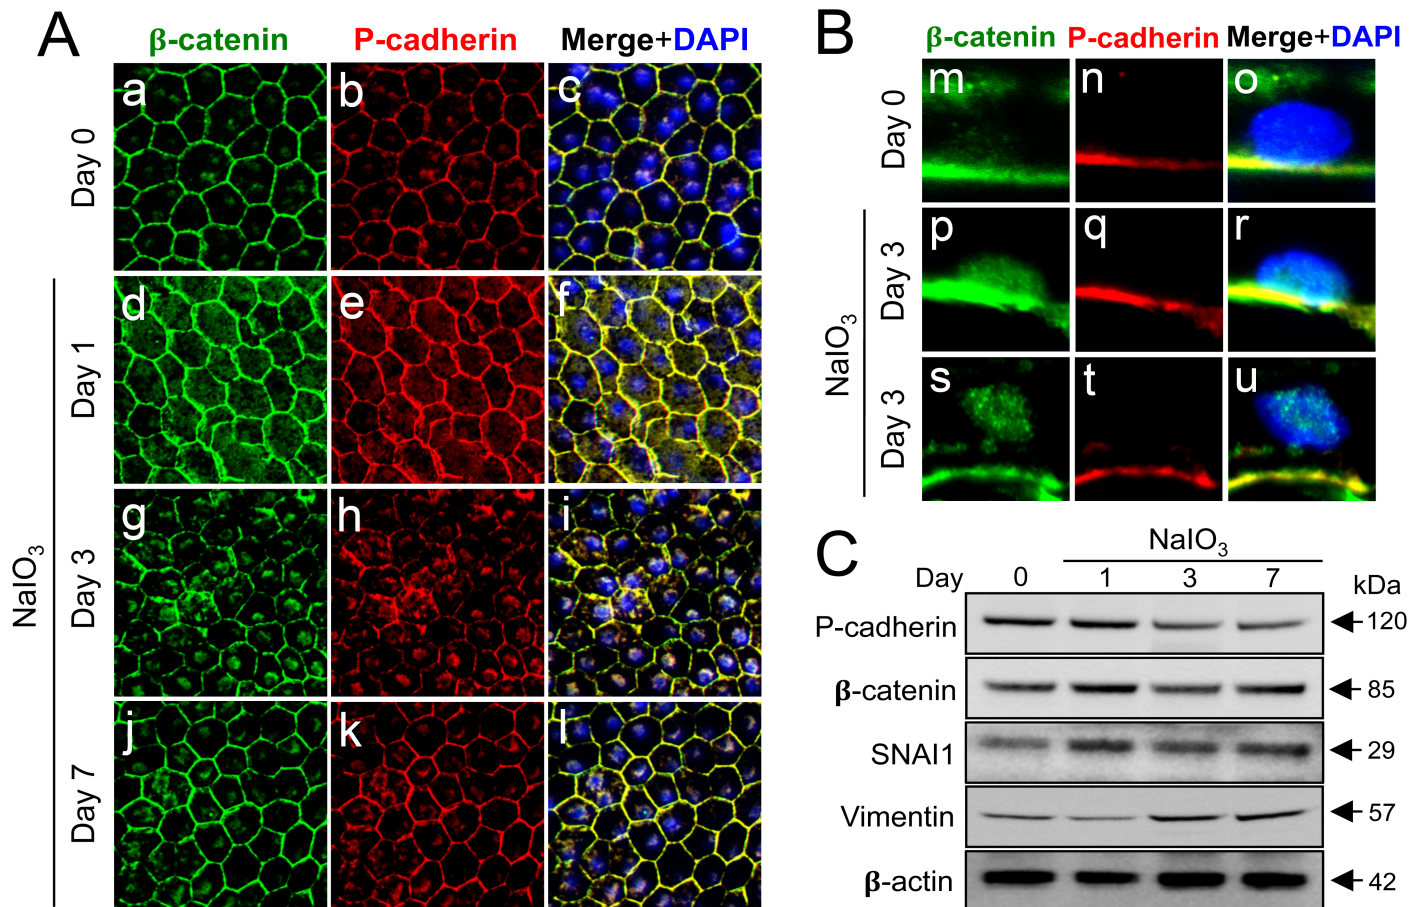 A
β-catenin P-cadherin Merge+DAPI
Day 0
a b c
NaIO3
Day 1
d e f
Day 3
g h i
Day 7
j k l
B
β-catenin P-cadherin Merge+DAPI
Day 0
m n o
NaIO3
Day 3
p q r
Day 3
s t u
C
NaIO3
Day 0 1 3 7 kDa
P-cadherin 120
β-catenin 85
SNAI1 29
Vimentin 57
β-actin 42